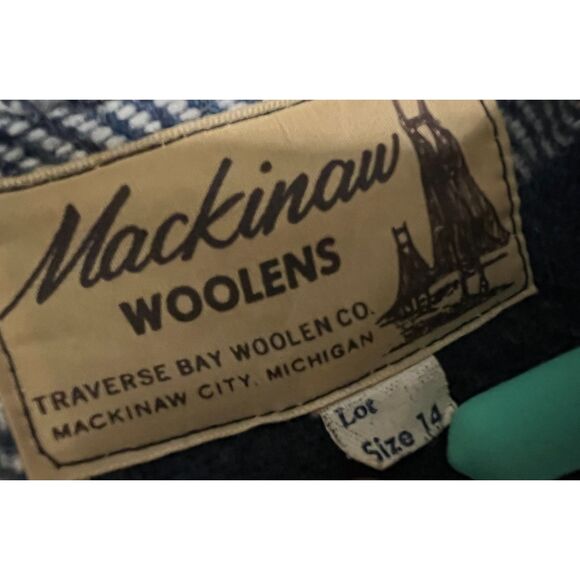 Mackinaw
WOOLENS
TRAVERSE BAY WOOLEN CO.
MACKINAW CITY, MICHIGAN
Lot
Size 14